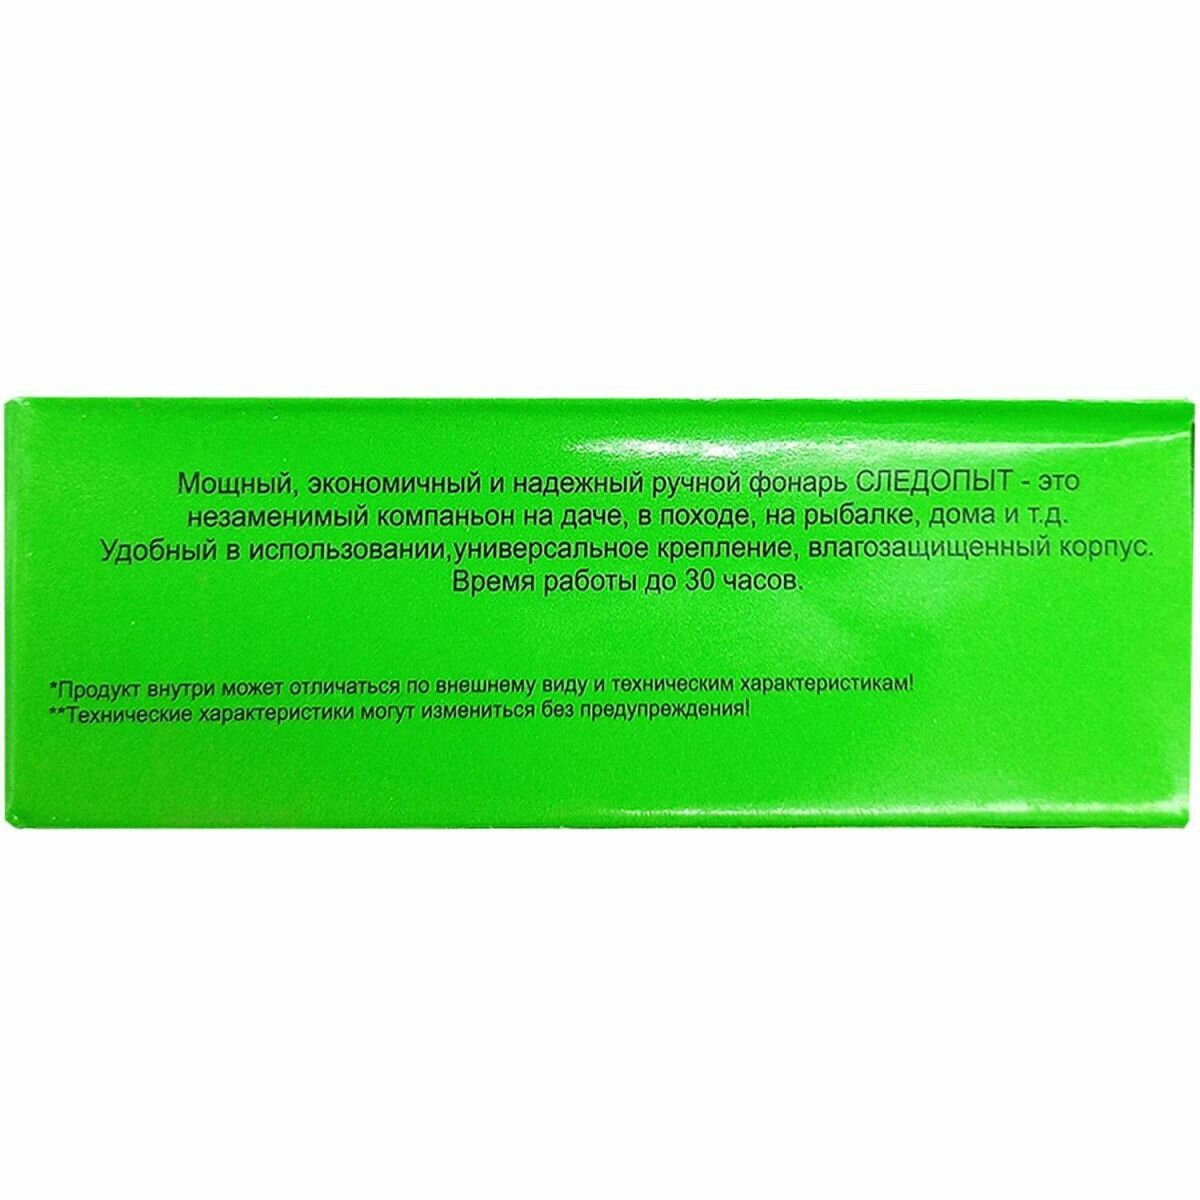 Мощный, экономичный и надежный ручной фонарь СЛЕДОПЫТ - это
незаменимый компаньон на даче, в походе, на рыбалке, дома и т.д.
Удобный в использовании,универсальное крепление, влагозащищенный корпус.
Время работы до 30 часов.
*Продукт внутри может отличаться по внешнему виду и техническим характеристикам!
**Технические характеристики могут измениться без предупреждения!